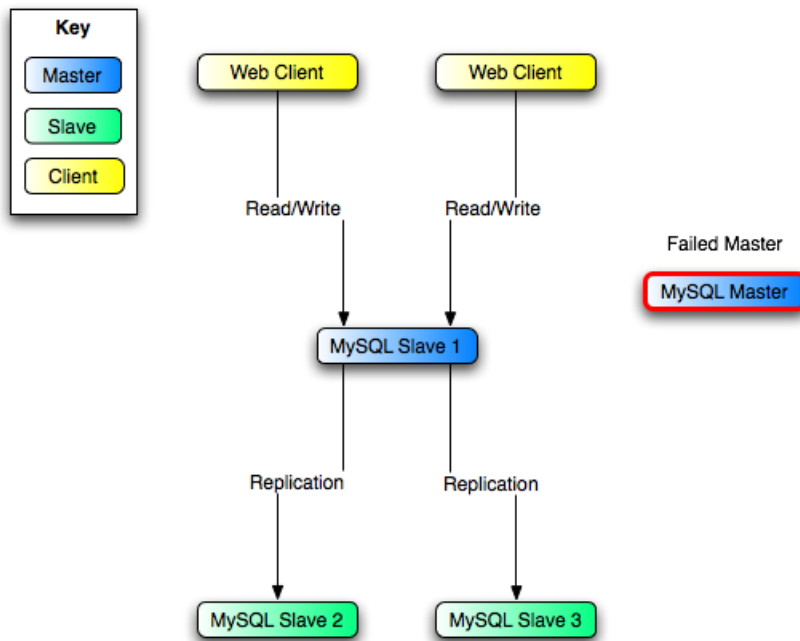 Key
Master
Slave
Client
Web Client
Web Client
Read/Write
Read/Write
Failed Master
MySQL Master
MySQL Slave 1
Replication
Replication
MySQL Slave 2
MySQL Slave 3